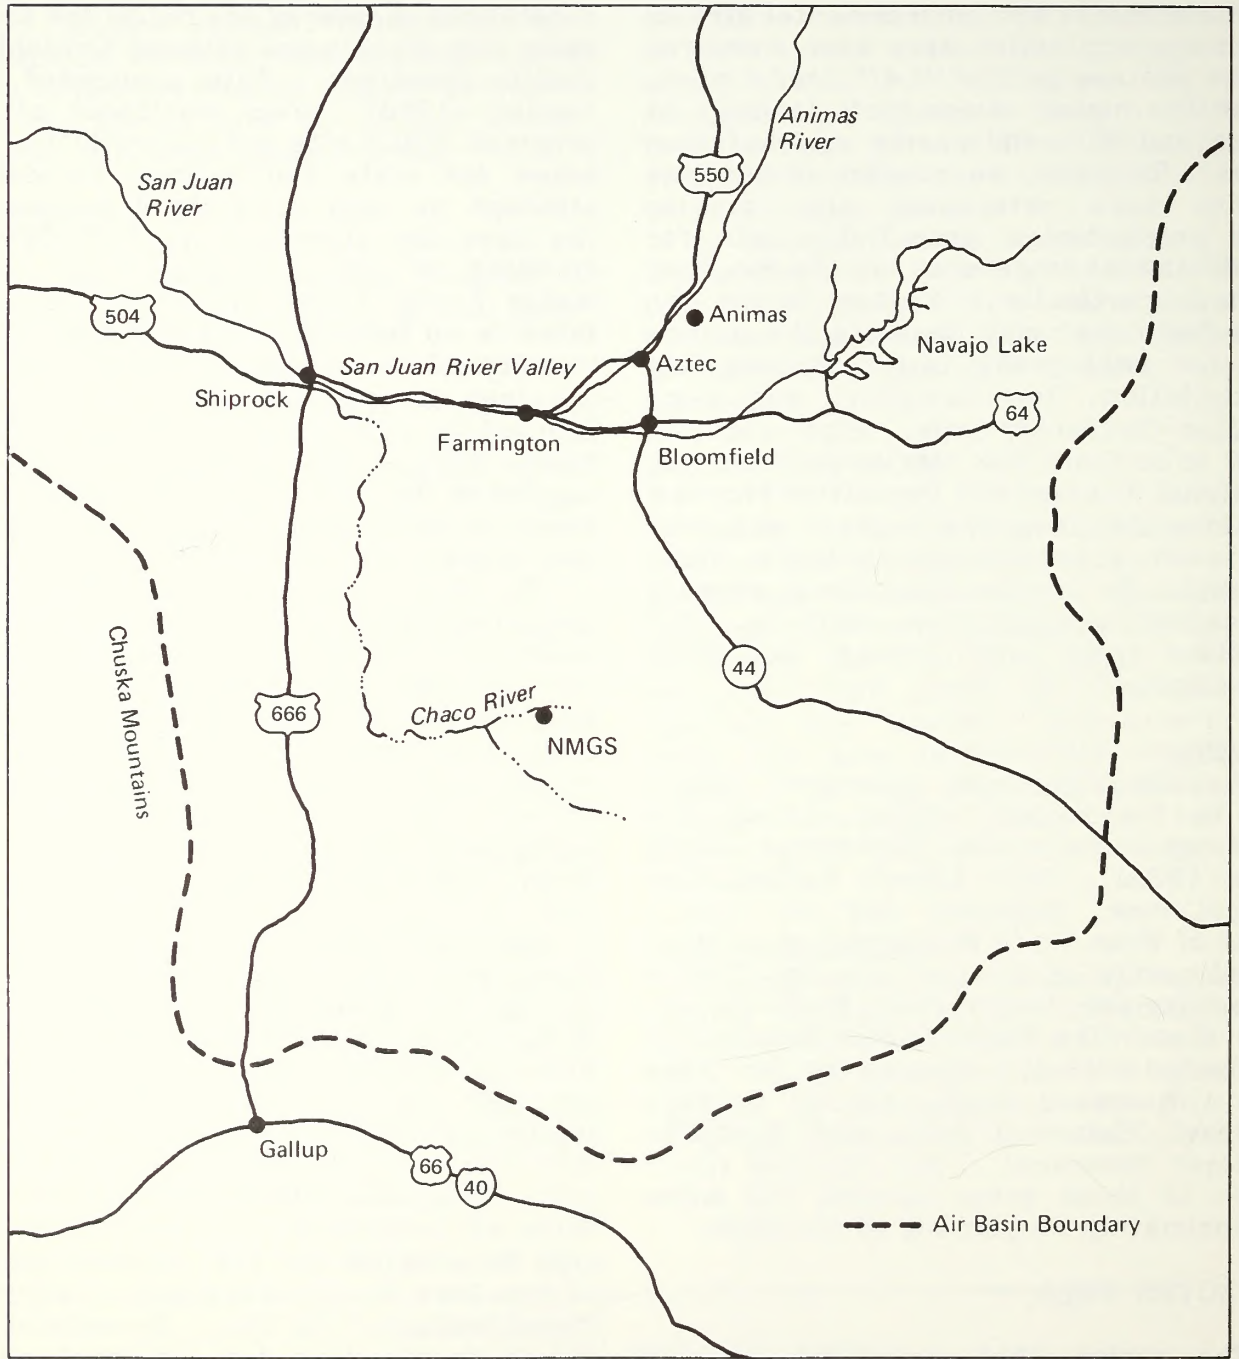 Animas
River
550
San Juan
River
504
Animas
Navajo Lake
San Juan River Valley
Aztec
Shiprock
64
Farmington
Bloomfield
Chuska Mountains
44
666
Chaco River
NMGS
Gallup
66
40
Air Basin Boundary